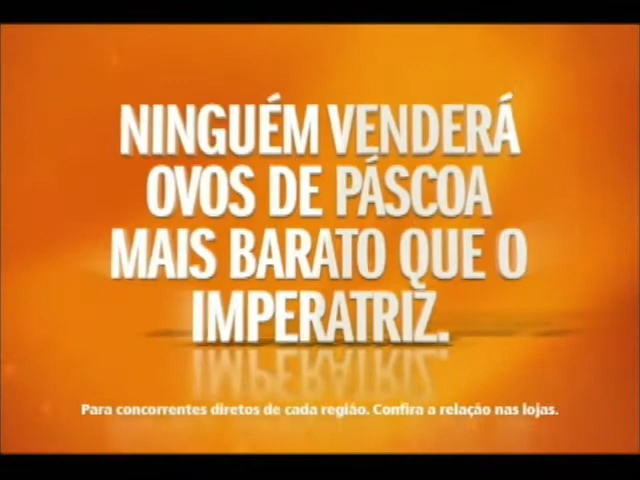 NINGUÉM VENDERÁ
OVOS DE PÁSCOA
MAIS BARATO QUE O
IMPERATRIZ.
Para concorrentes diretos de cada região. Confira a relação nas lojas.